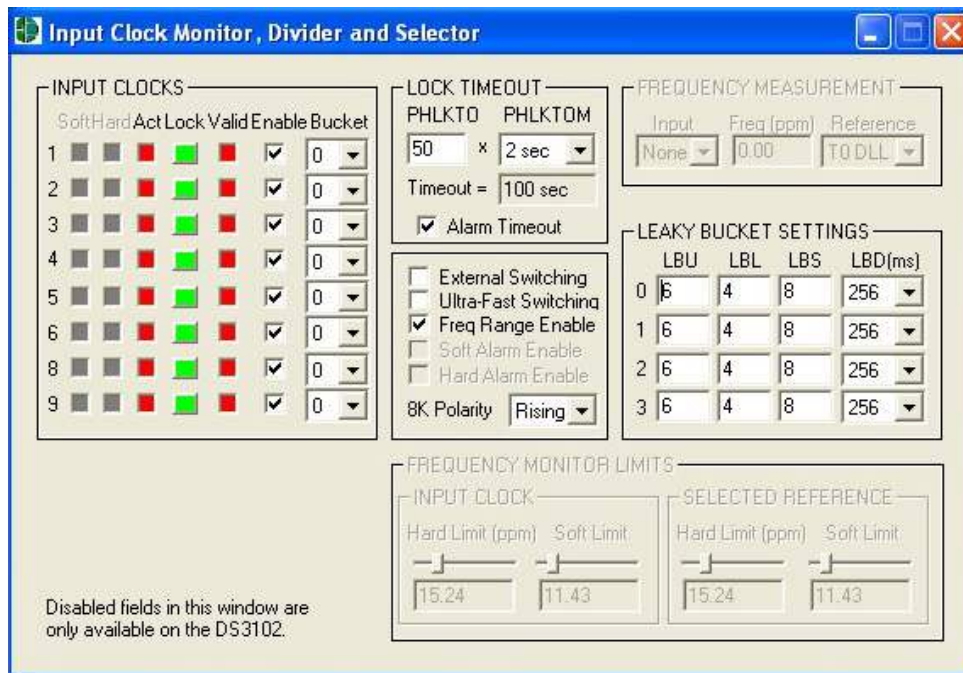 Input Clock Monitor, Divider and Selector
INPUT CLOCKS
Soft Hard Act Lock Valid Enable Bucket
1 0
2 0
3 0
4 0
5 0
6 0
8 0
9 0
LOCK TIMEOUT
PHLKTO PHLKTOM
50 x 2 sec
Timeout = 100 sec
Alarm Timeout
External Switching
Ultra-Fast Switching
Freq Range Enable
Soft Alarm Enable
Hard Alarm Enable
8K Polarity Rising
FREQUENCY MEASUREMENT
Input Freq (ppm) Reference
None 0.00 T0 DLL
LEAKY BUCKET SETTINGS
LBU LBL LBS LBD(ms)
0 6 4 8 256
1 6 4 8 256
2 6 4 8 256
3 6 4 8 256
FREQUENCY MONITOR LIMITS
INPUT CLOCK
Hard Limit (ppm) Soft Limit
15.24 11.43
SELECTED REFERENCE
Hard Limit (ppm) Soft Limit
15.24 11.43
Disabled fields in this window are
only available on the DS3102.